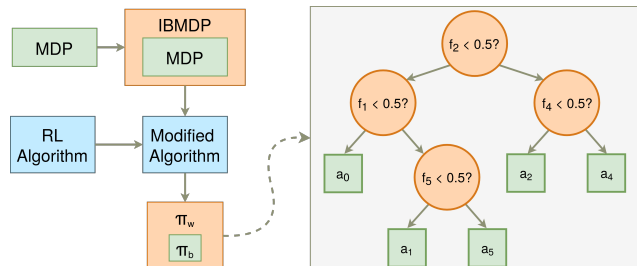 IBMDP
MDP
MDP
RL
Algorithm
Modified
Algorithm
πw
πb
f2 < 0.5?
f1 < 0.5?
f4 < 0.5?
a0
f5 < 0.5?
a2
a4
a1
a5